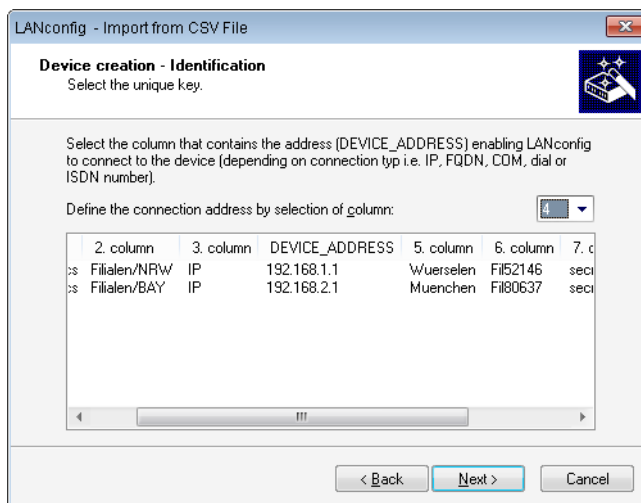 LANconfig - Import from CSV File
Device creation - Identification
Select the unique key.
Select the column that contains the address (DEVICE_ADDRESS) enabling LANconfig
to connect to the device (depending on connection typ i.e. IP, FQDN, COM, dial or
ISDN number).
Define the connection address by selection of column: 4
2. column 3. column DEVICE_ADDRESS 5. column 6. column 7. c
:s Filialen/NRW IP 192.168.1.1 Wuerselen Fil52146 secr
:s Filialen/BAY IP 192.168.2.1 Muenchen Fil80637 secr
< Back Next > Cancel